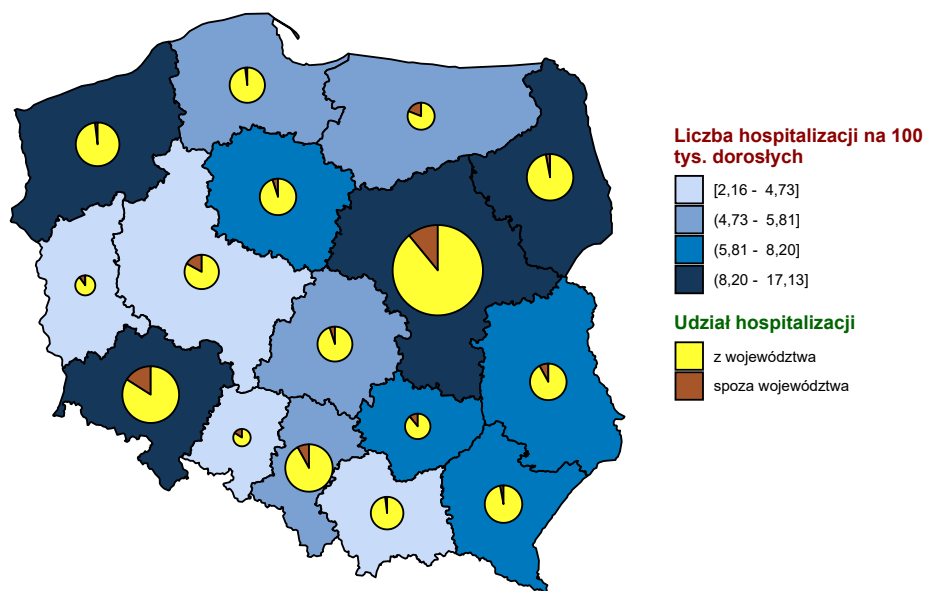 Liczba hospitalizacji na 100
tys. dorosłych
[2,16 - 4,73]
(4,73 - 5,81]
(5,81 - 8,20]
(8,20 - 17,13]
Udział hospitalizacji
z województwa
spoza województwa